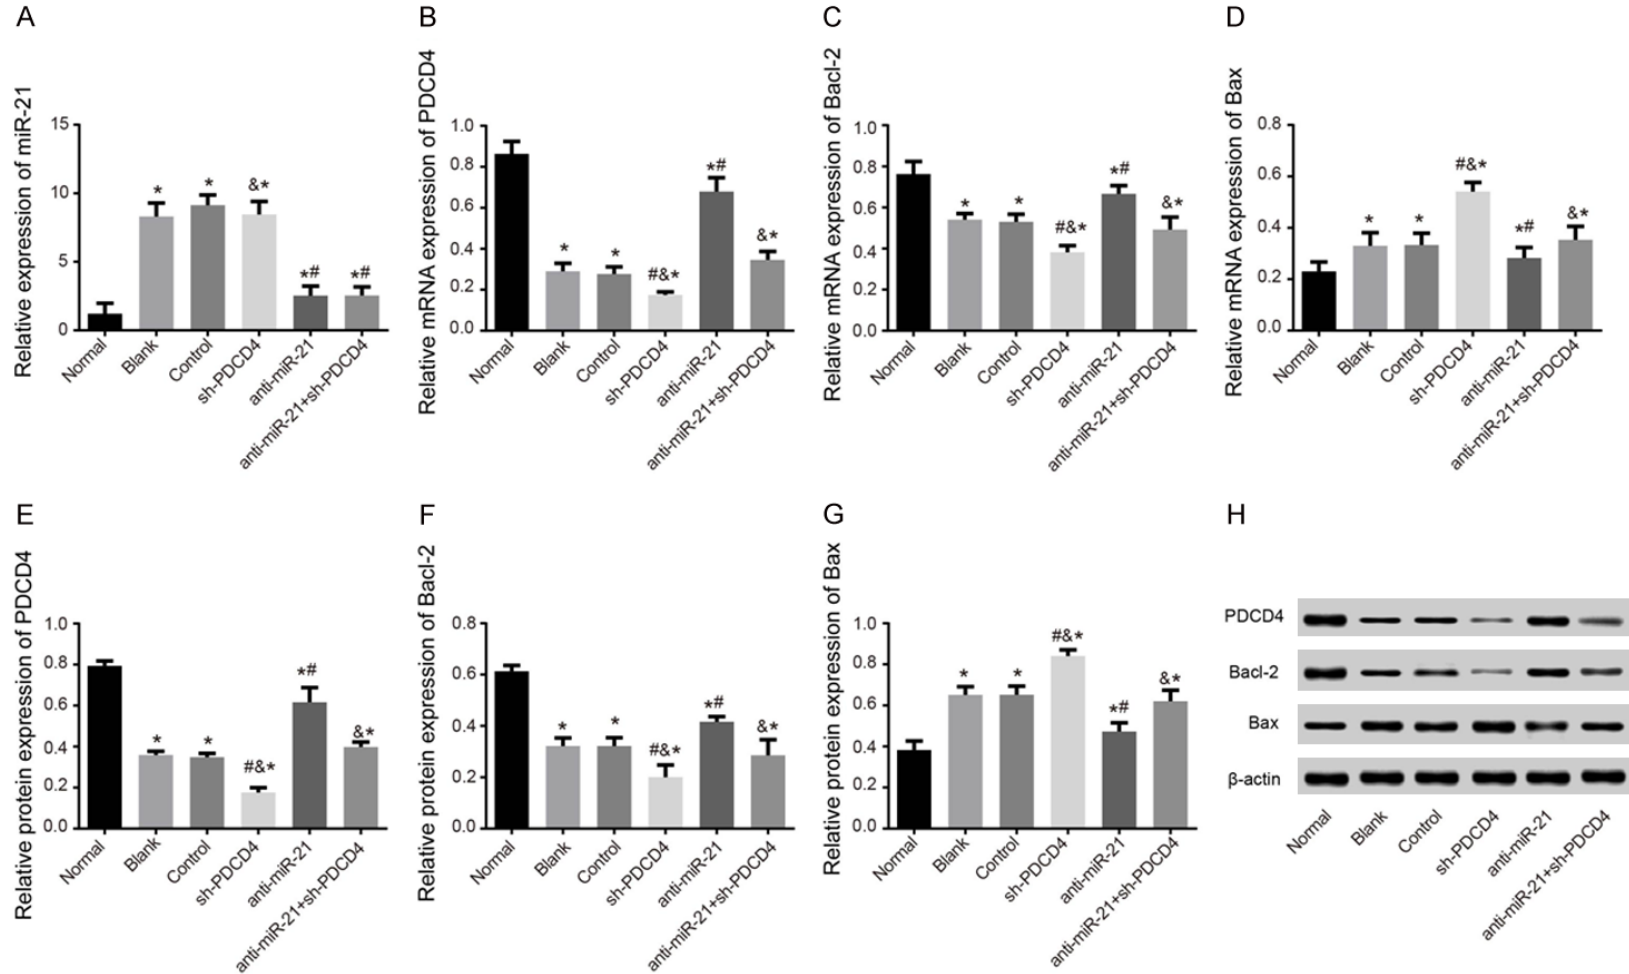 A
Relative expression of miR-21
15
10
5
0
*
*
&*
*#
*#
Normal
Blank
Control
sh-PDCD4
anti-miR-21
anti-miR-21+sh-PDCD4
B
Relative mRNA expression of PDCD4
1.0
0.8
0.6
0.4
0.2
0.0
*
*
#&*
*#
&*
Normal
Blank
Control
sh-PDCD4
anti-miR-21
anti-miR-21+sh-PDCD4
C
Relative mRNA expression of Bacl-2
1.0
0.8
0.6
0.4
0.2
0.0
*
*
#&*
*#
&*
Normal
Blank
Control
sh-PDCD4
anti-miR-21
anti-miR-21+sh-PDCD4
D
Relative mRNA expression of Bax
0.8
0.6
0.4
0.2
0.0
*
*
#&*
*#
&*
Normal
Blank
Control
sh-PDCD4
anti-miR-21
anti-miR-21+sh-PDCD4
E
Relative protein expression of PDCD4
1.0
0.8
0.6
0.4
0.2
0.0
*
*
#&*
*#
&*
Normal
Blank
Control
sh-PDCD4
anti-miR-21
anti-miR-21+sh-PDCD4
F
Relative protein expression of Bacl-2
0.8
0.6
0.4
0.2
0.0
*
*
#&*
*#
&*
Normal
Blank
Control
sh-PDCD4
anti-miR-21
anti-miR-21+sh-PDCD4
G
Relative protein expression of Bax
1.0
0.8
0.6
0.4
0.2
0.0
*
*
#&*
*#
&*
Normal
Blank
Control
sh-PDCD4
anti-miR-21
anti-miR-21+sh-PDCD4
H
PDCD4
Bacl-2
Bax
β-actin
Normal
Blank
Control
sh-PDCD4
anti-miR-21
anti-miR-21+sh-PDCD4